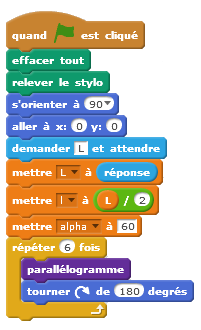 quand est cliqué
effacer tout
relever le stylo
s'orienter à 90
aller à x: 0 y: 0
demander L et attendre
mettre L à réponse
mettre l à L / 2
mettre alpha à 60
répéter 6 fois
parallélogramme
tourner de 180 degrés